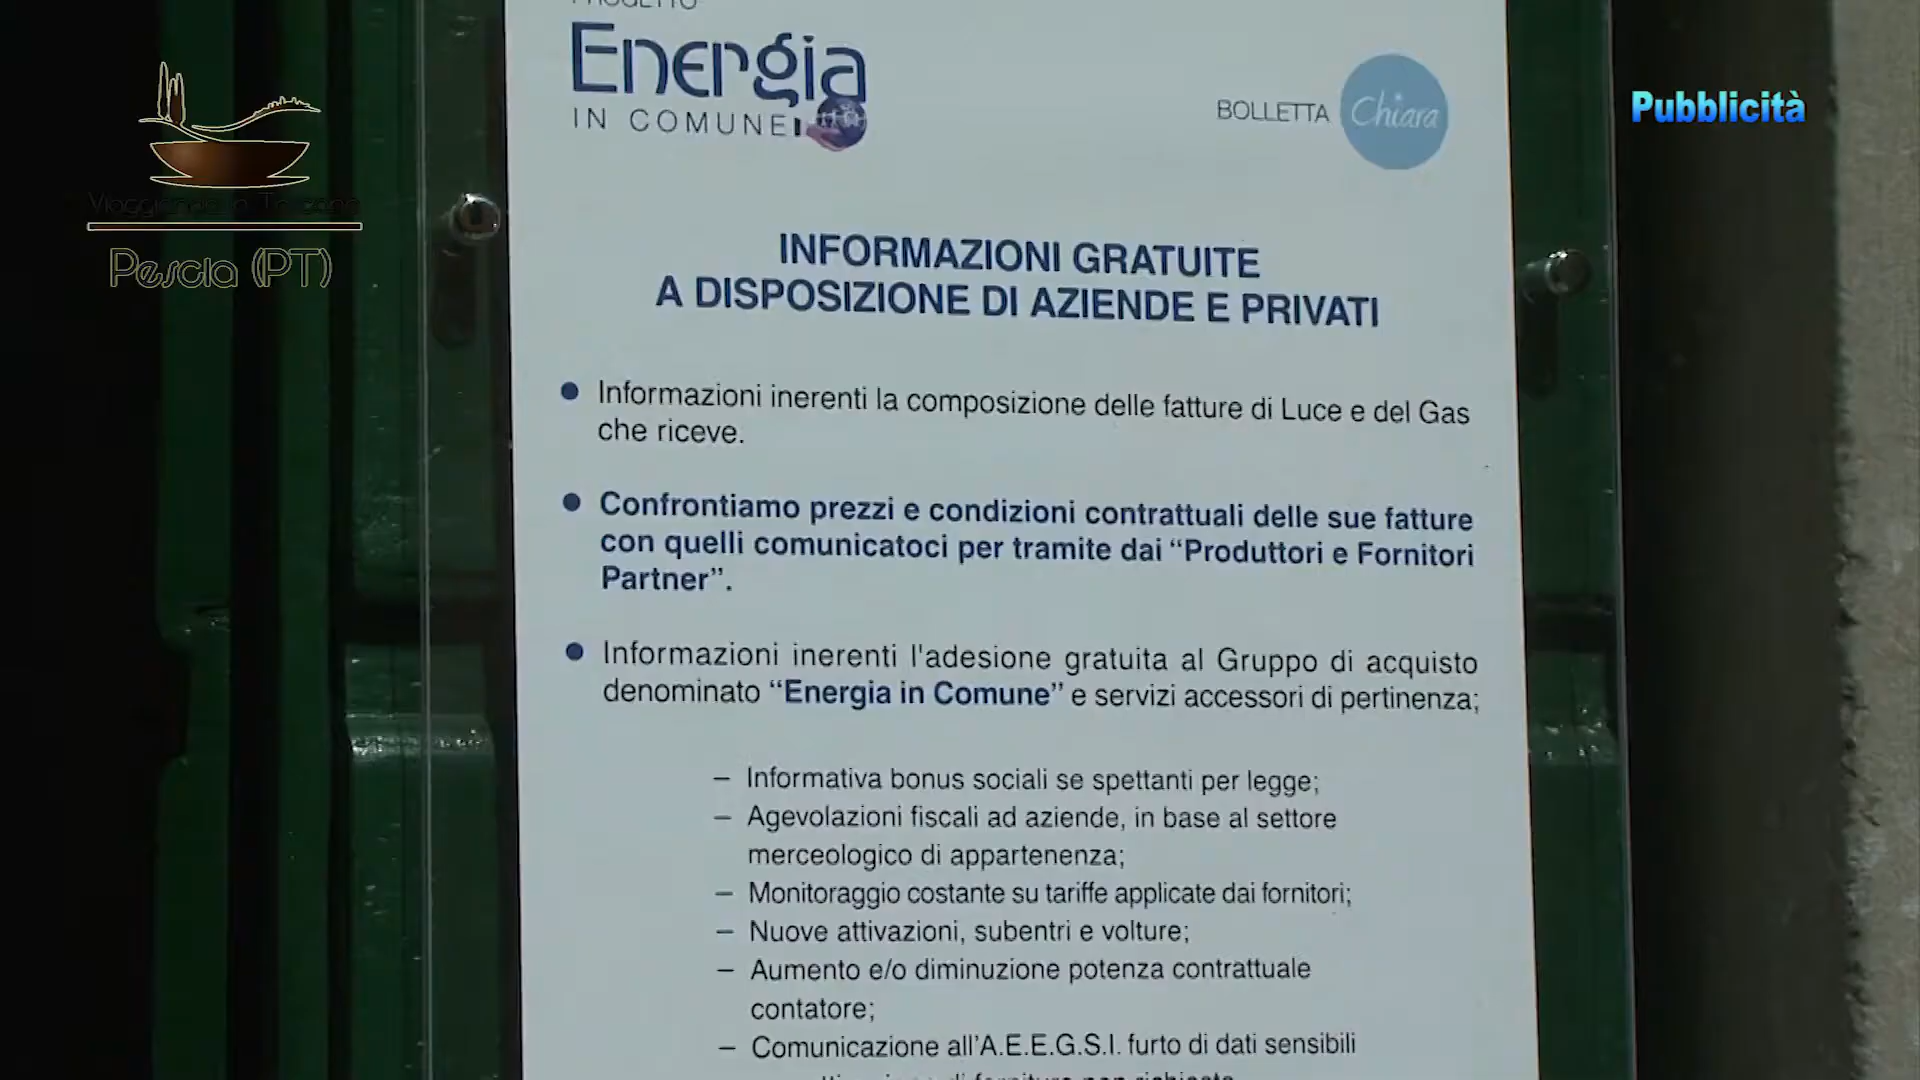 PROGETTO
Energia
IN COMUNE
BOLLETTA Chiara
Pubblicità
Viaggiando in Toscana
Pescia (PT)
INFORMAZIONI GRATUITE
A DISPOSIZIONE DI AZIENDE E PRIVATI
● Informazioni inerenti la composizione delle fatture di Luce e del Gas
che riceve.
● Confrontiamo prezzi e condizioni contrattuali delle sue fatture
con quelli comunicatoci per tramite dai “Produttori e Fornitori
Partner”.
● Informazioni inerenti l'adesione gratuita al Gruppo di acquisto
denominato “Energia in Comune” e servizi accessori di pertinenza;
– Informativa bonus sociali se spettanti per legge;
– Agevolazioni fiscali ad aziende, in base al settore
merceologico di appartenenza;
– Monitoraggio costante su tariffe applicate dai fornitori;
– Nuove attivazioni, subentri e volture;
– Aumento e/o diminuzione potenza contrattuale
contatore;
– Comunicazione all'A.E.E.G.S.I. furto di dati sensibili